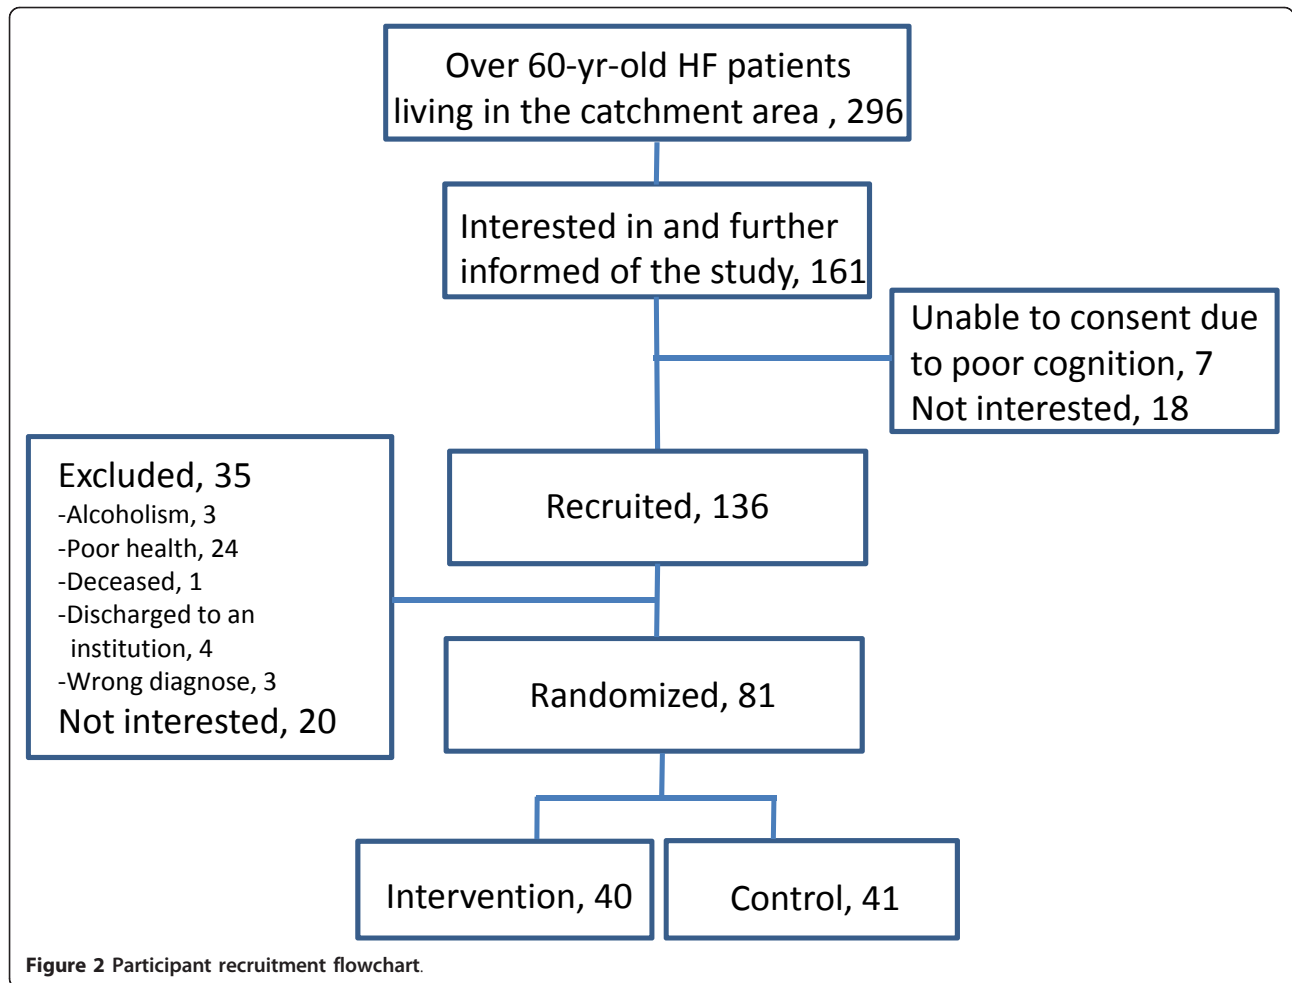 Over 60-yr-old HF patients
living in the catchment area , 296
Interested in and further
informed of the study, 161
Unable to consent due
to poor cognition, 7
Not interested, 18
Recruited, 136
Excluded, 35
-Alcoholism, 3
-Poor health, 24
-Deceased, 1
-Discharged to an
institution, 4
-Wrong diagnose, 3
Not interested, 20
Randomized, 81
Intervention, 40
Control, 41
Figure 2 Participant recruitment flowchart.